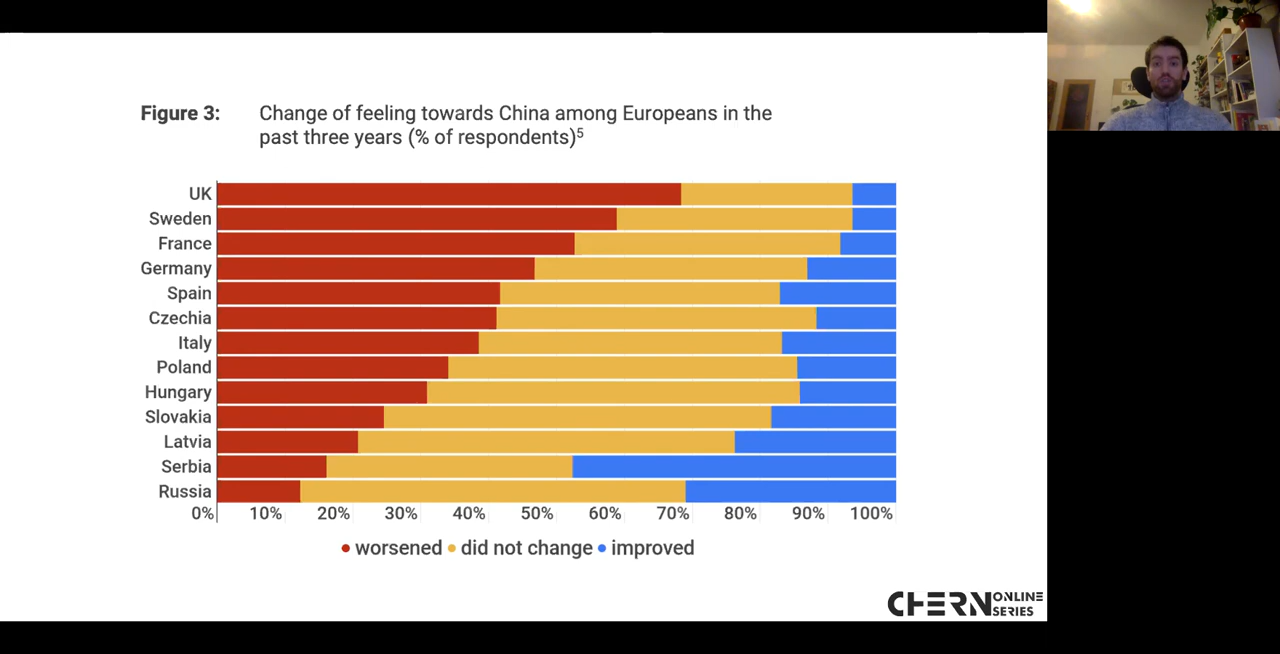 Figure 3: Change of feeling towards China among Europeans in the
past three years (% of respondents)5
UK
Sweden
France
Germany
Spain
Czechia
Italy
Poland
Hungary
Slovakia
Latvia
Serbia
Russia
0% 10% 20% 30% 40% 50% 60% 70% 80% 90% 100%
worsened did not change improved
CHERN ONLINE
SERIES